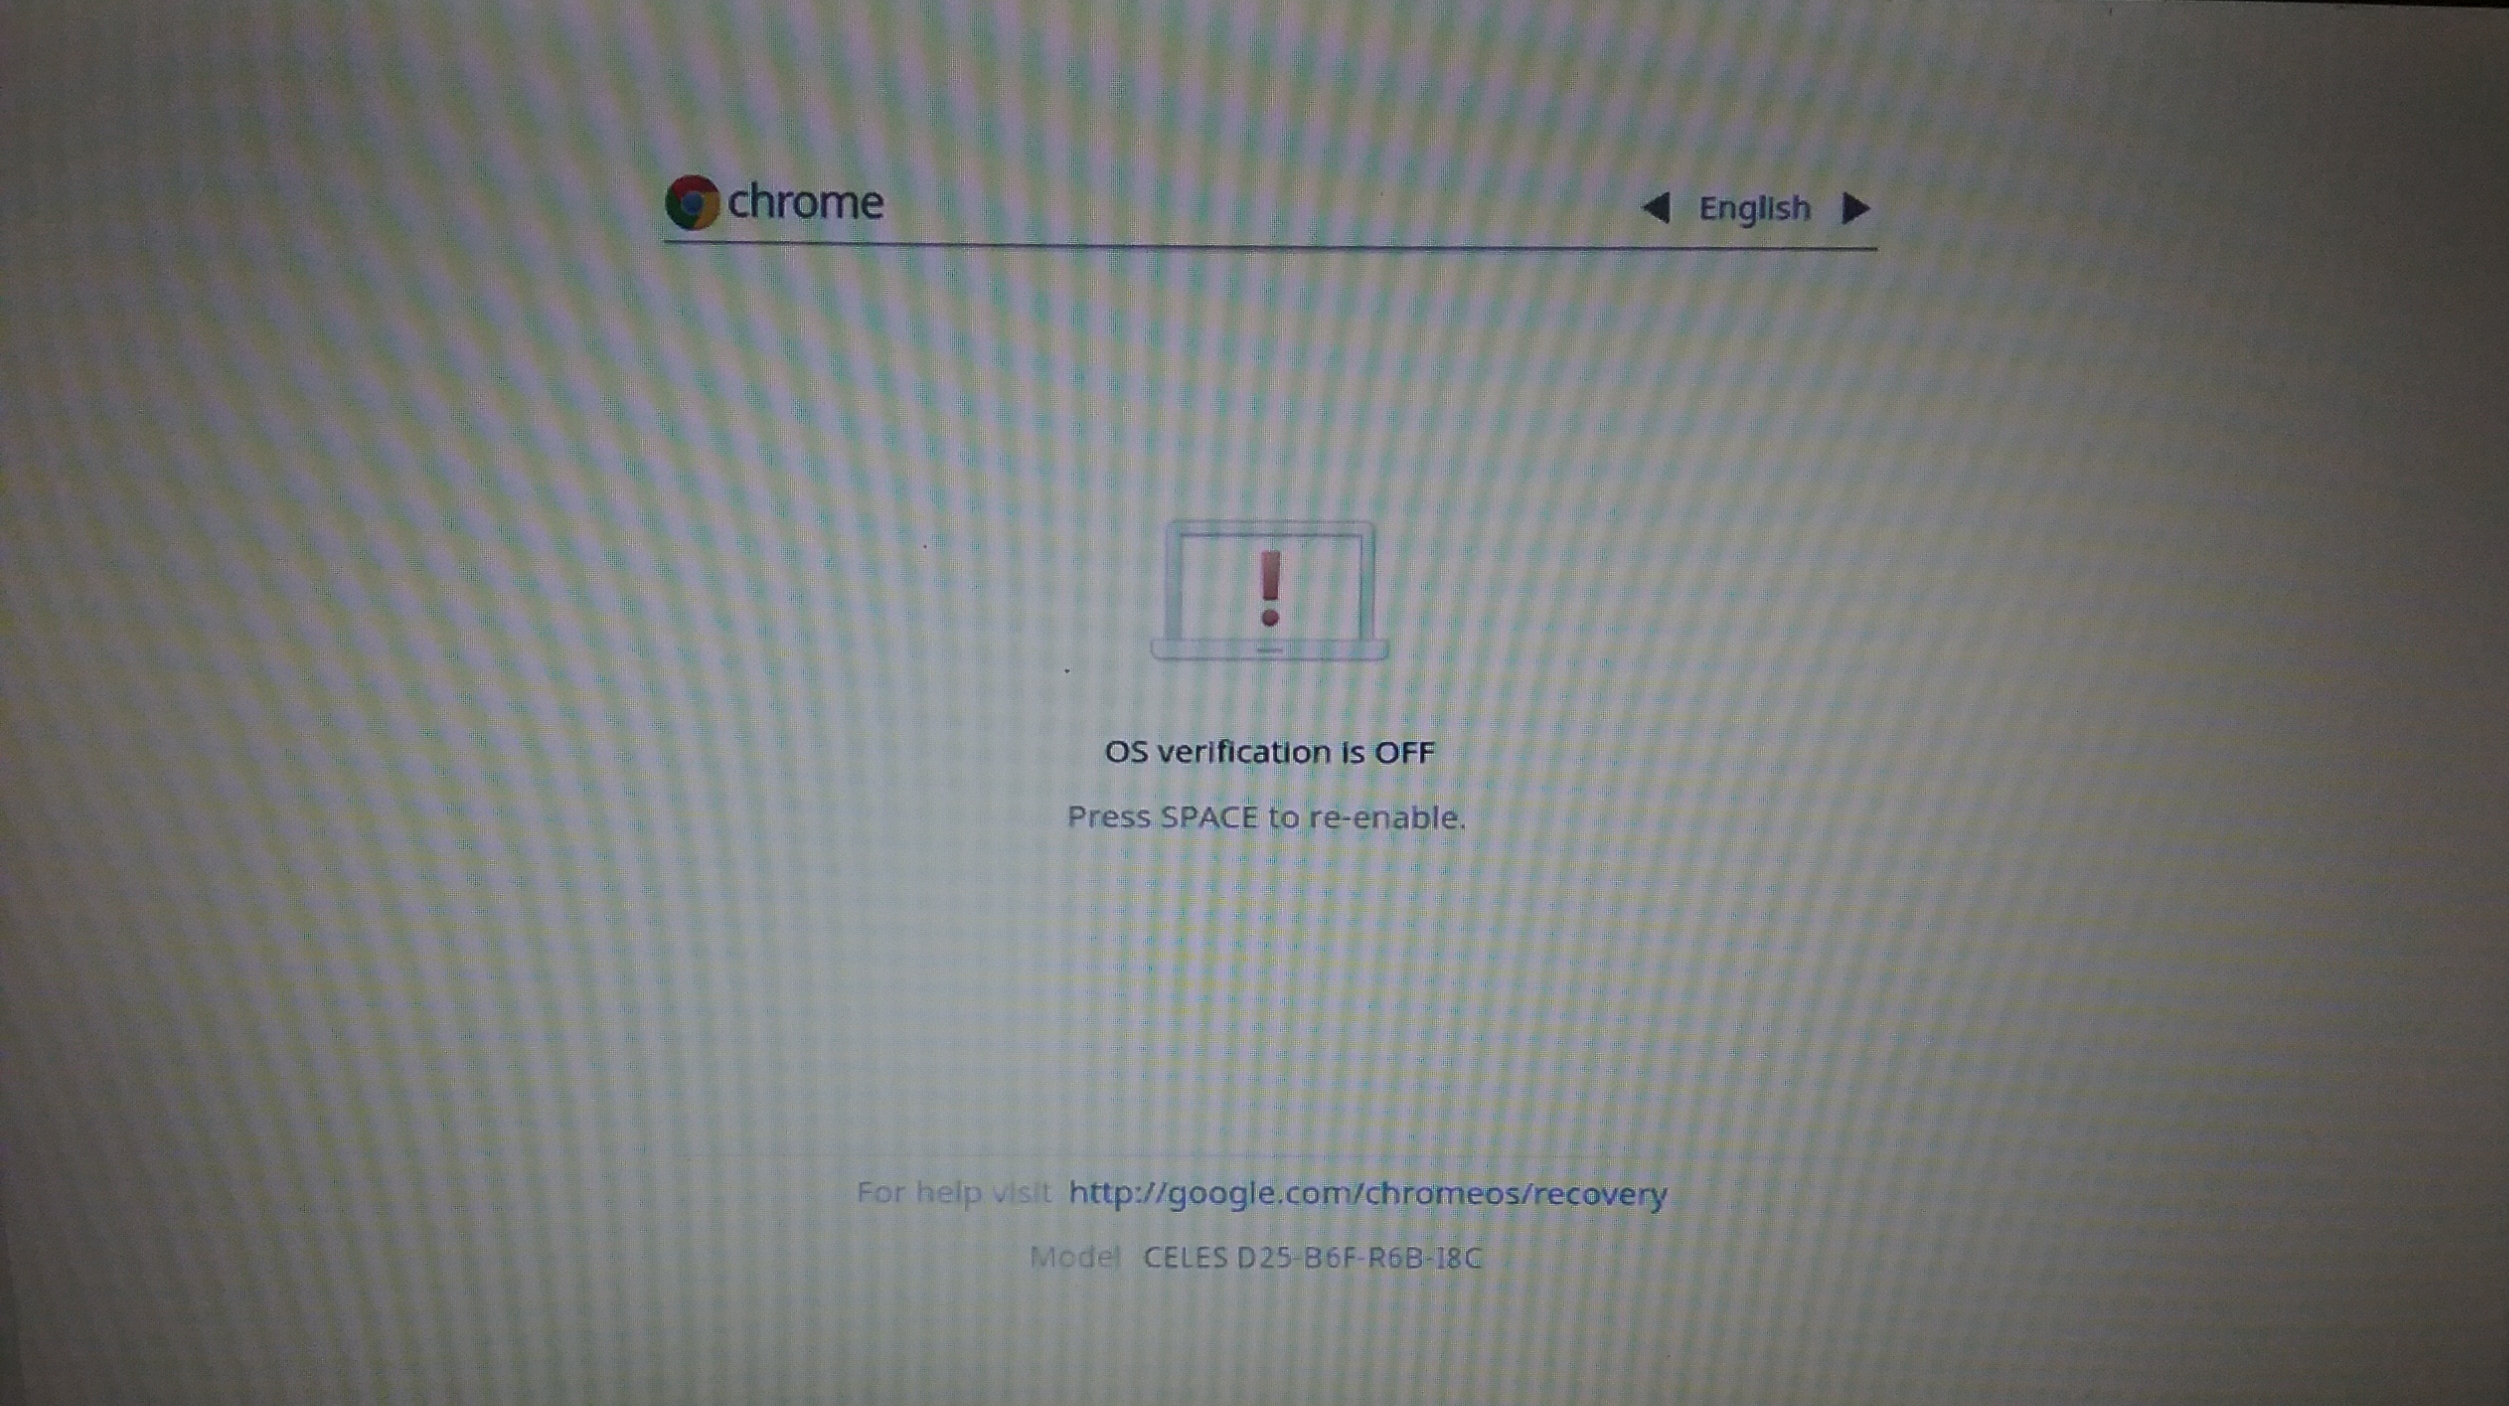 chrome
English
OS verification is OFF
Press SPACE to re-enable.
For help visit http://google.com/chromeos/recovery
Model CELES D25-B6F-R6B-I8C